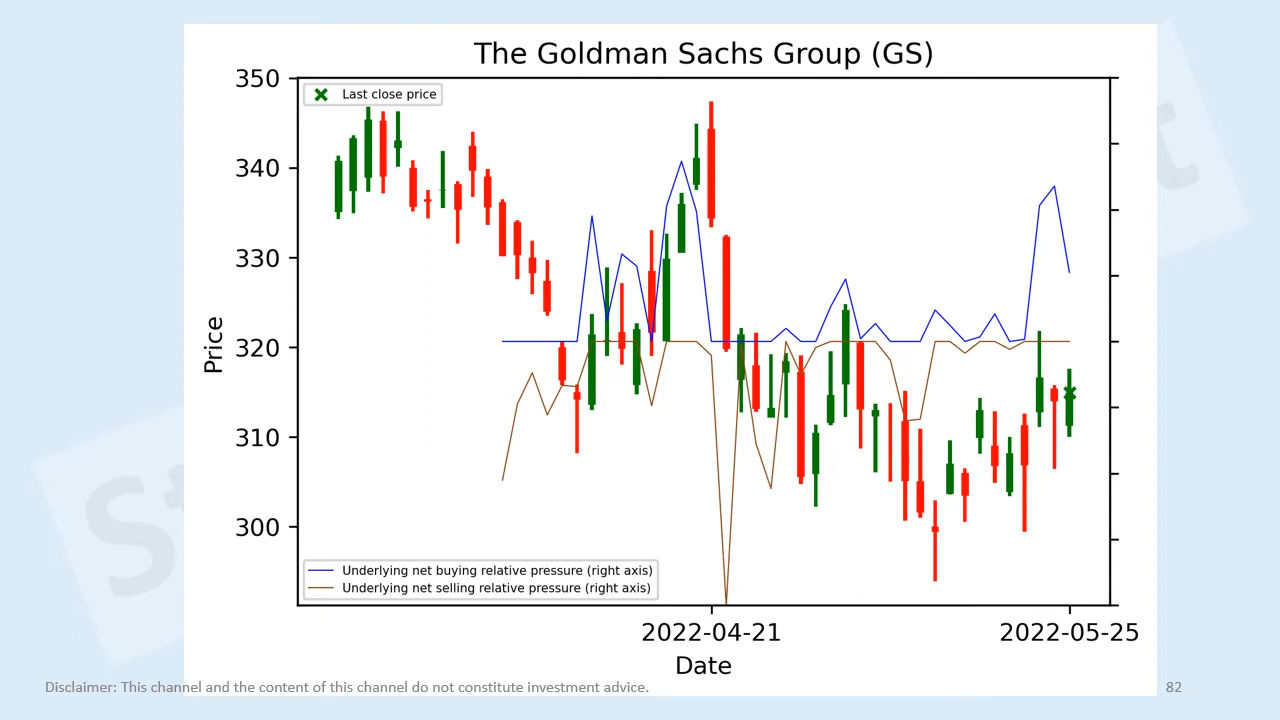 The Goldman Sachs Group (GS)
350
Last close price
340
330
320
310
300
Price
Underlying net buying relative pressure (right axis)
Underlying net selling relative pressure (right axis)
2022-04-21
2022-05-25
Date
Disclaimer: This channel and the content of this channel do not constitute investment advice.
82